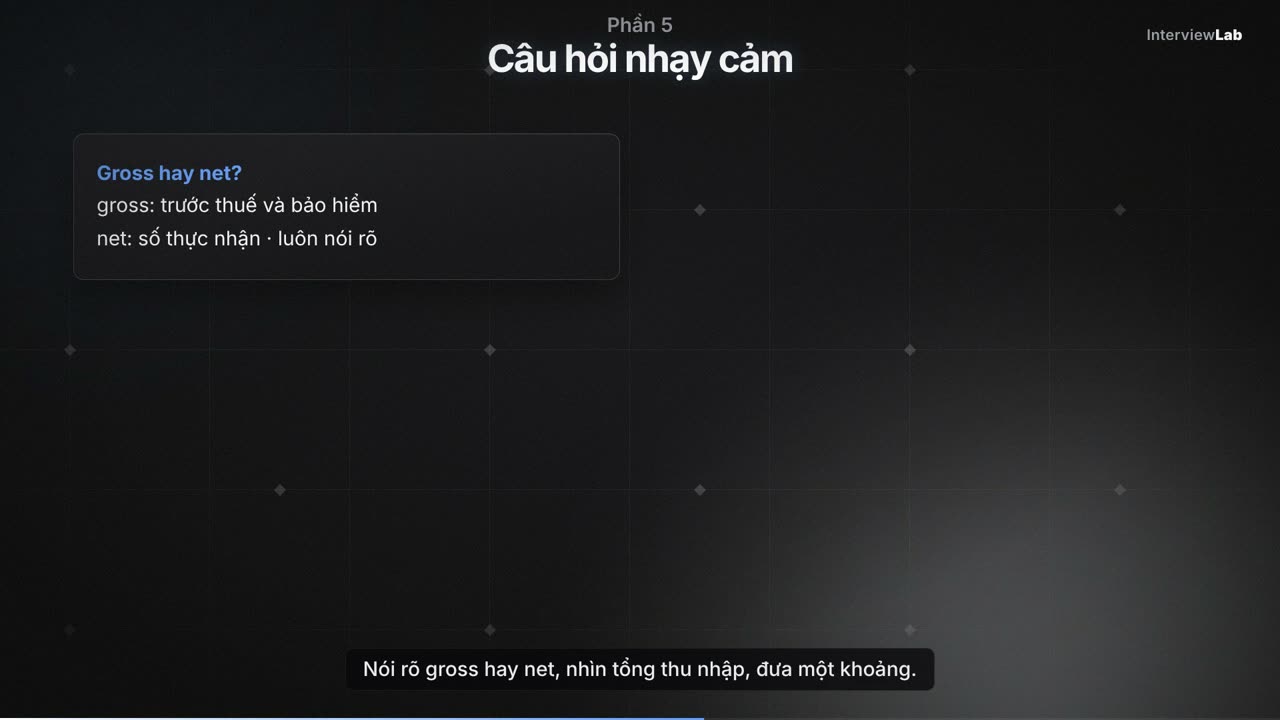 Phần 5
Câu hỏi nhạy cảm
InterviewLab
Gross hay net?
gross: trước thuế và bảo hiểm
net: số thực nhận · luôn nói rõ
Nói rõ gross hay net, nhìn tổng thu nhập, đưa một khoảng.